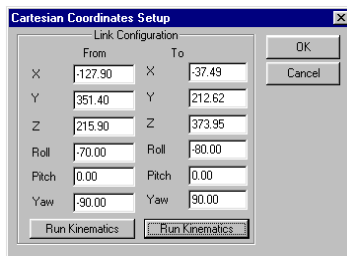 Cartesian Coordinates Setup
Link Configuration
From To
X -127.90 X -37.49
Y 351.40 Y 212.62
Z 215.90 Z 373.95
Roll -70.00 Roll -80.00
Pitch 0.00 Pitch 0.00
Yaw -90.00 Yaw 90.00
Run Kinematics Run Kinematics
OK
Cancel